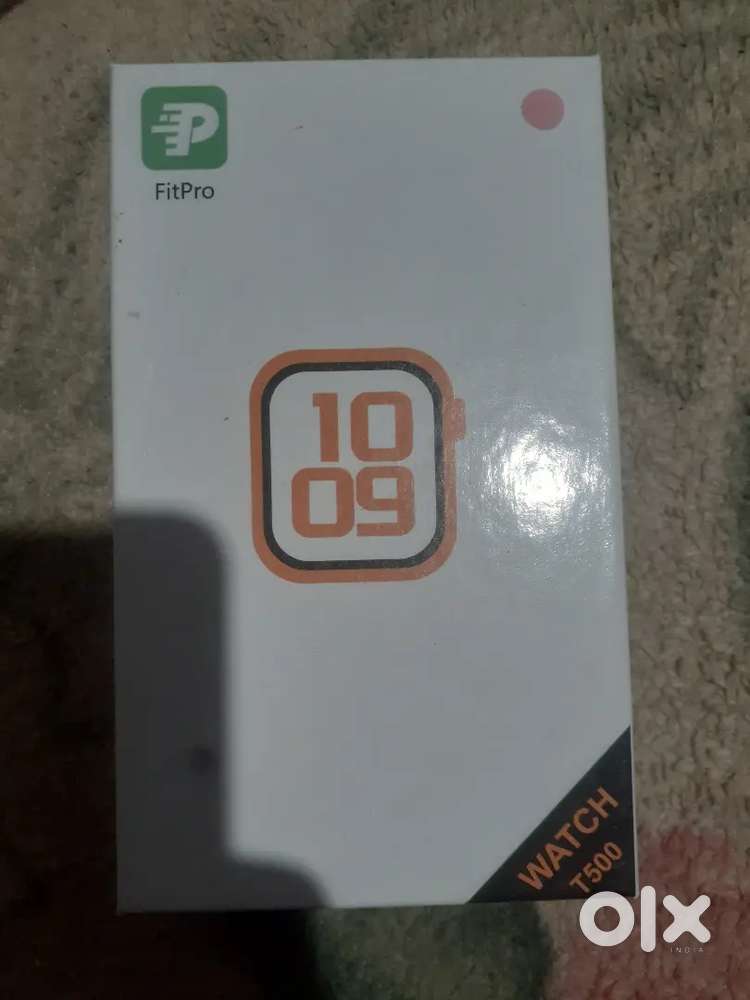 FitPro
10
09
WATCH
T500
olx
INDIA